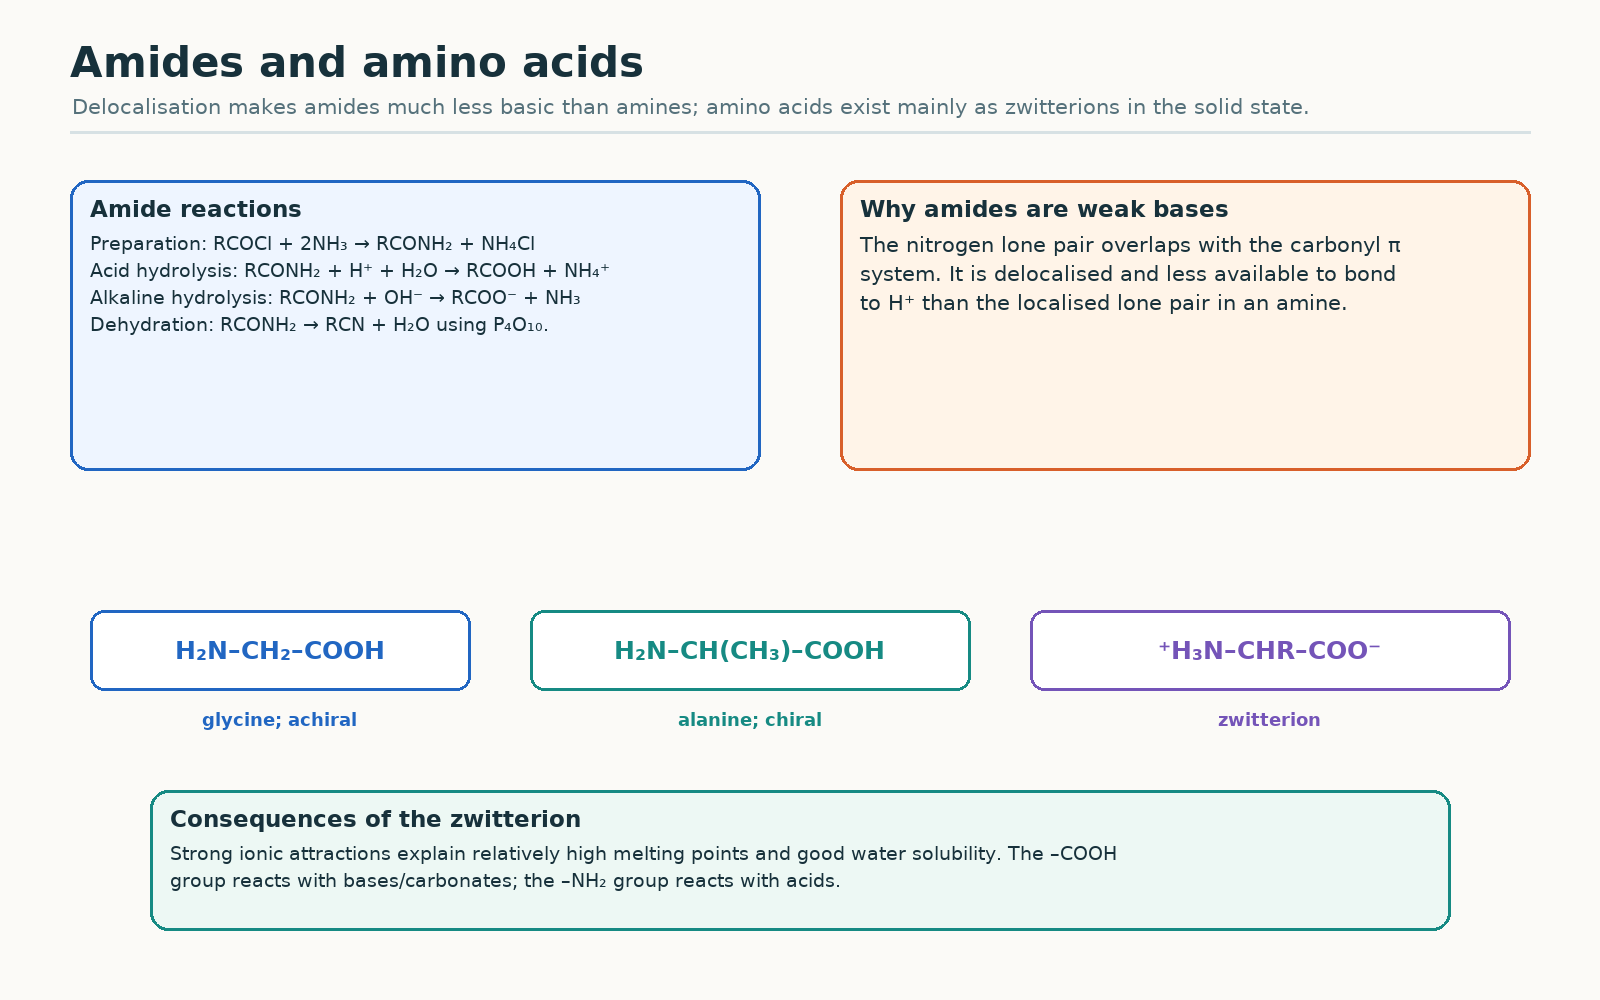 Amides and amino acids
Delocalisation makes amides much less basic than amines; amino acids exist mainly as zwitterions in the solid state.
Amide reactions
Preparation: RCOCl + 2NH₃ → RCONH₂ + NH₄Cl
Acid hydrolysis: RCONH₂ + H⁺ + H₂O → RCOOH + NH₄⁺
Alkaline hydrolysis: RCONH₂ + OH⁻ → RCOO⁻ + NH₃
Dehydration: RCONH₂ → RCN + H₂O using P₄O₁₀.
Why amides are weak bases
The nitrogen lone pair overlaps with the carbonyl π
system. It is delocalised and less available to bond
to H⁺ than the localised lone pair in an amine.
H₂N–CH₂–COOH
glycine; achiral
H₂N–CH(CH₃)–COOH
alanine; chiral
⁺H₃N–CHR–COO⁻
zwitterion
Consequences of the zwitterion
Strong ionic attractions explain relatively high melting points and good water solubility. The –COOH
group reacts with bases/carbonates; the –NH₂ group reacts with acids.